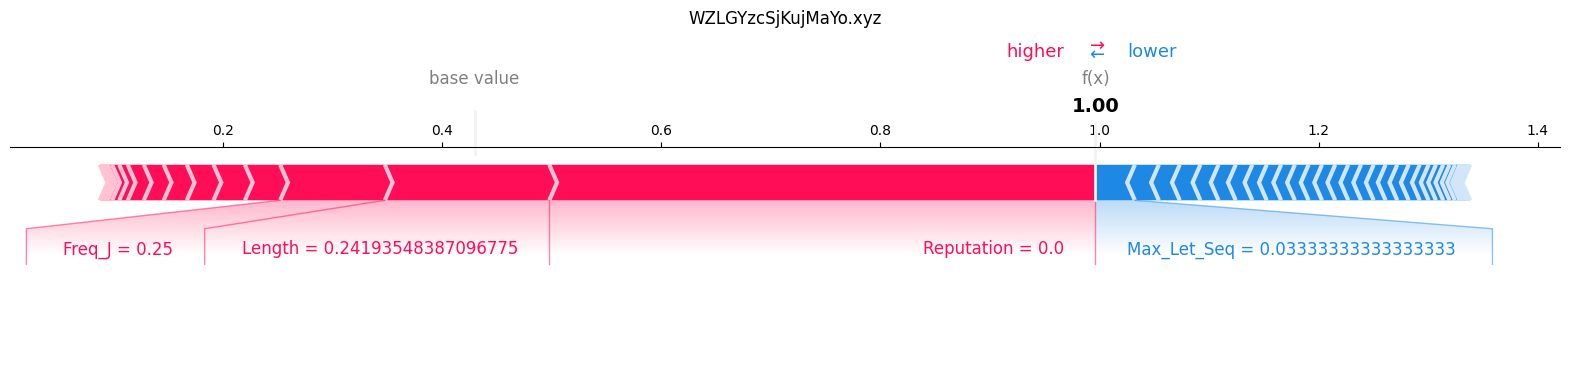 WZLGYzcSjKujMaYo.xyz
higher ⇄ lower
base value f(x)
1.00
0.2 0.4 0.6 0.8 1.0 1.2 1.4
Freq_J = 0.25 Length = 0.24193548387096775 Reputation = 0.0 Max_Let_Seq = 0.03333333333333333